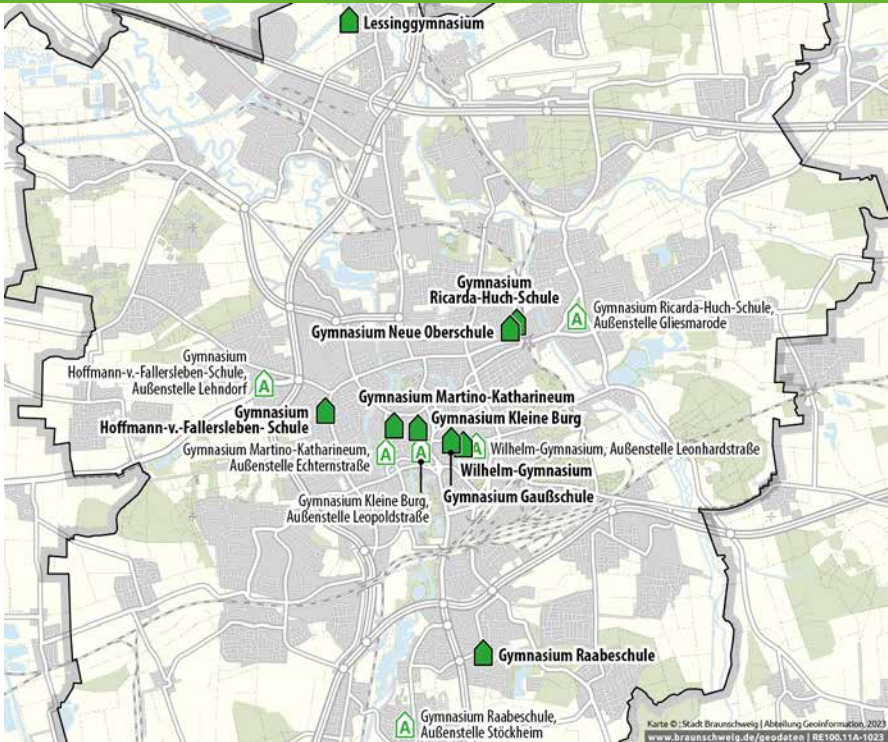 Lessinggymnasium
Gymnasium
Ricarda-Huch-Schule
Gymnasium Ricarda-Huch-Schule,
Außenstelle Gliesmarode
A
Gymnasium Neue Oberschule
Gymnasium
Hoffmann-v.-Fallersleben-Schule,
Außenstelle Lehndorf
A
Gymnasium
Hoffmann-v.-Fallersleben- Schule
Gymnasium Martino-Katharineum
Gymnasium Kleine Burg
Gymnasium Martino-Katharineum,
Außenstelle Echternstraße
A
A
A
Wilhelm-Gymnasium, Außenstelle Leonhardstraße
Wilhelm-Gymnasium
Gymnasium Gaußschule
Gymnasium Kleine Burg,
Außenstelle Leopoldstraße
Gymnasium Raabeschule
A
Gymnasium Raabeschule,
Außenstelle Stöckheim
Karte © ; Stadt Braunschweig | Abteilung Geoinformation, 2023
www.braunschweig.de/geodaten | RE100.11A-1023